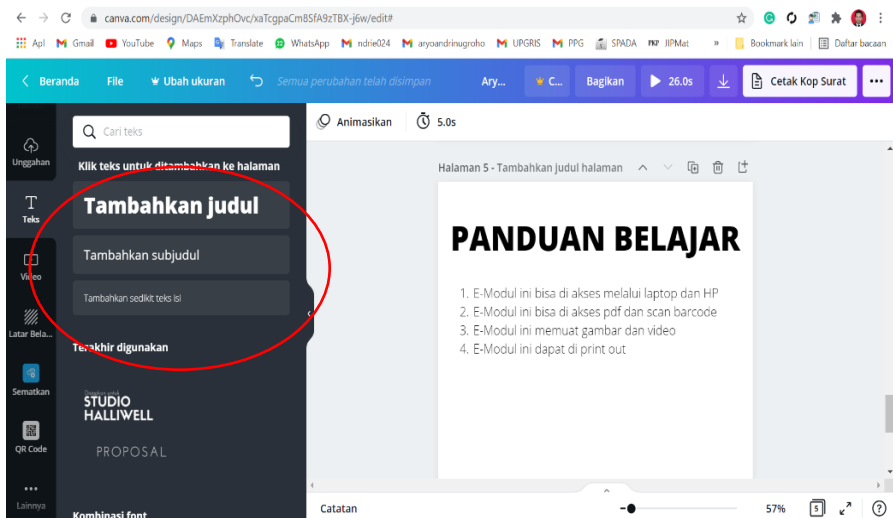 canva.com/design/DAEmXzphOvc/xaTcgpaCm8SfA9zTBX-j6w/edit#
Apl Gmail YouTube Maps Translate WhatsApp ndrie024 aryoandrinugroho UPGRIS PPG SPADA PKP JIPMat » Bookmark lain Daftar bacaan
Beranda File Ubah ukuran Semua perubahan telah disimpan Ary... C... Bagikan 26.0s Cetak Kop Surat
Cari teks
Animasikan 5.0s
Unggahan
Teks
Video
Latar Bela...
Sematkan
QR Code
Lainnya
Klik teks untuk ditambahkan ke halaman
Tambahkan judul
Tambahkan subjudul
Tambahkan sedikit teks isi
Terakhir digunakan
STUDIO
HALLIWELL
PROPOSAL
Kombinasi font
Halaman 5 - Tambahkan judul halaman
PANDUAN BELAJAR
1. E-Modul ini bisa di akses melalui laptop dan HP
2. E-Modul ini bisa di akses pdf dan scan barcode
3. E-Modul ini memuat gambar dan video
4. E-Modul ini dapat di print out
Catatan 57% 5